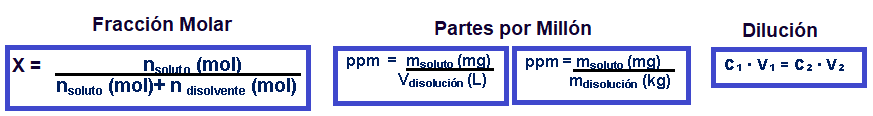 Fracción Molar
X = nsoluto (mol)
nsoluto (mol)+ n disolvente (mol)
Partes por Millón
ppm = msoluto (mg)
Vdisolución (L)
ppm = msoluto (mg)
mdisolución (kg)
Dilución
C₁ · V₁ = C₂ · V₂